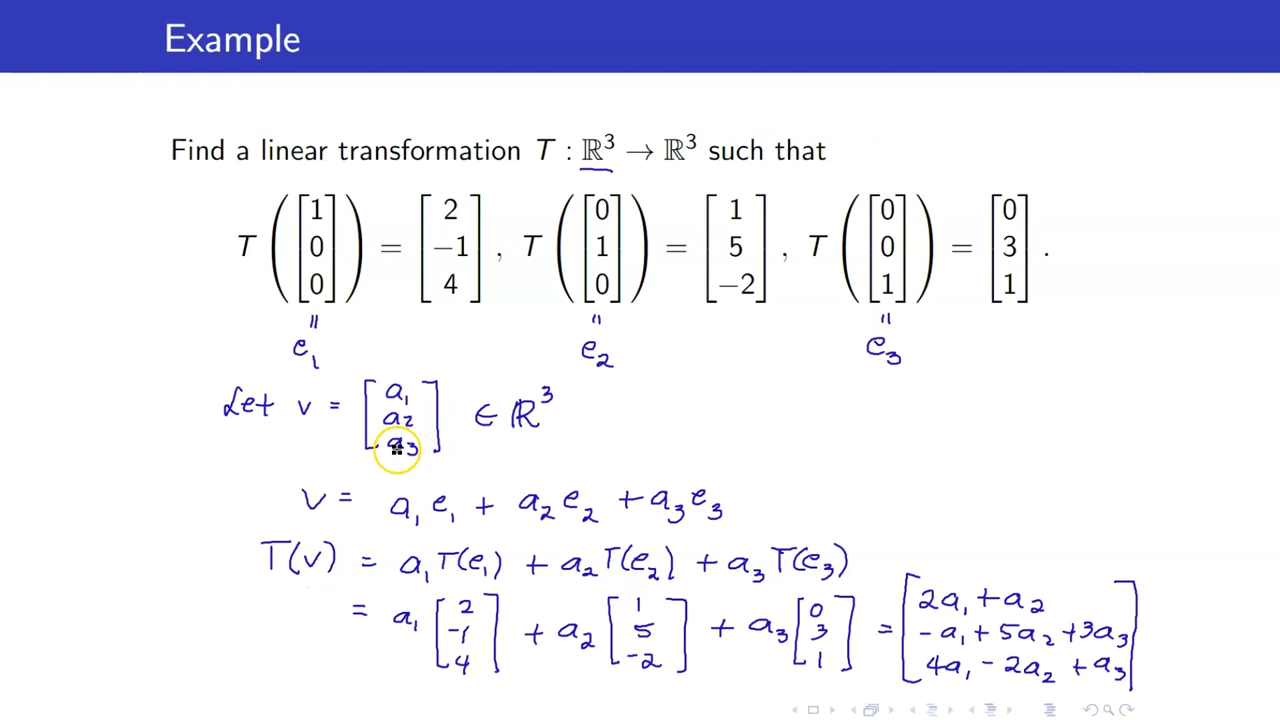 Example
Find a linear transformation T : ℝ³ → ℝ³ such that
T([1 0 0]) = [2 −1 4], T([0 1 0]) = [1 5 −2], T([0 0 1]) = [0 3 1].
" e₁ " e₂ " e₃
Let v = [a₁ a₂ a₃] ∈ ℝ³
v = a₁e₁ + a₂e₂ + a₃e₃
T(v) = a₁T(e₁) + a₂T(e₂) + a₃T(e₃)
= a₁[2 -1 4] + a₂[1 5 -2] + a₃[0 3 1] = [2a₁+a₂ -a₁+5a₂+3a₃ 4a₁-2a₂+a₃]